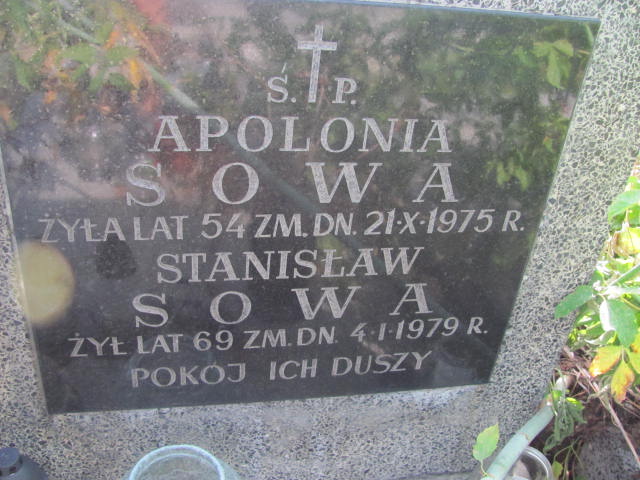 Ś. P.
APOLONIA
SOWA
ŻYŁA LAT 54 ZM. DN. 21-X-1975 R.
STANISŁAW
SOWA
ŻYŁ LAT 69 ZM. DN. 4-I-1979 R.
POKÓJ ICH DUSZY